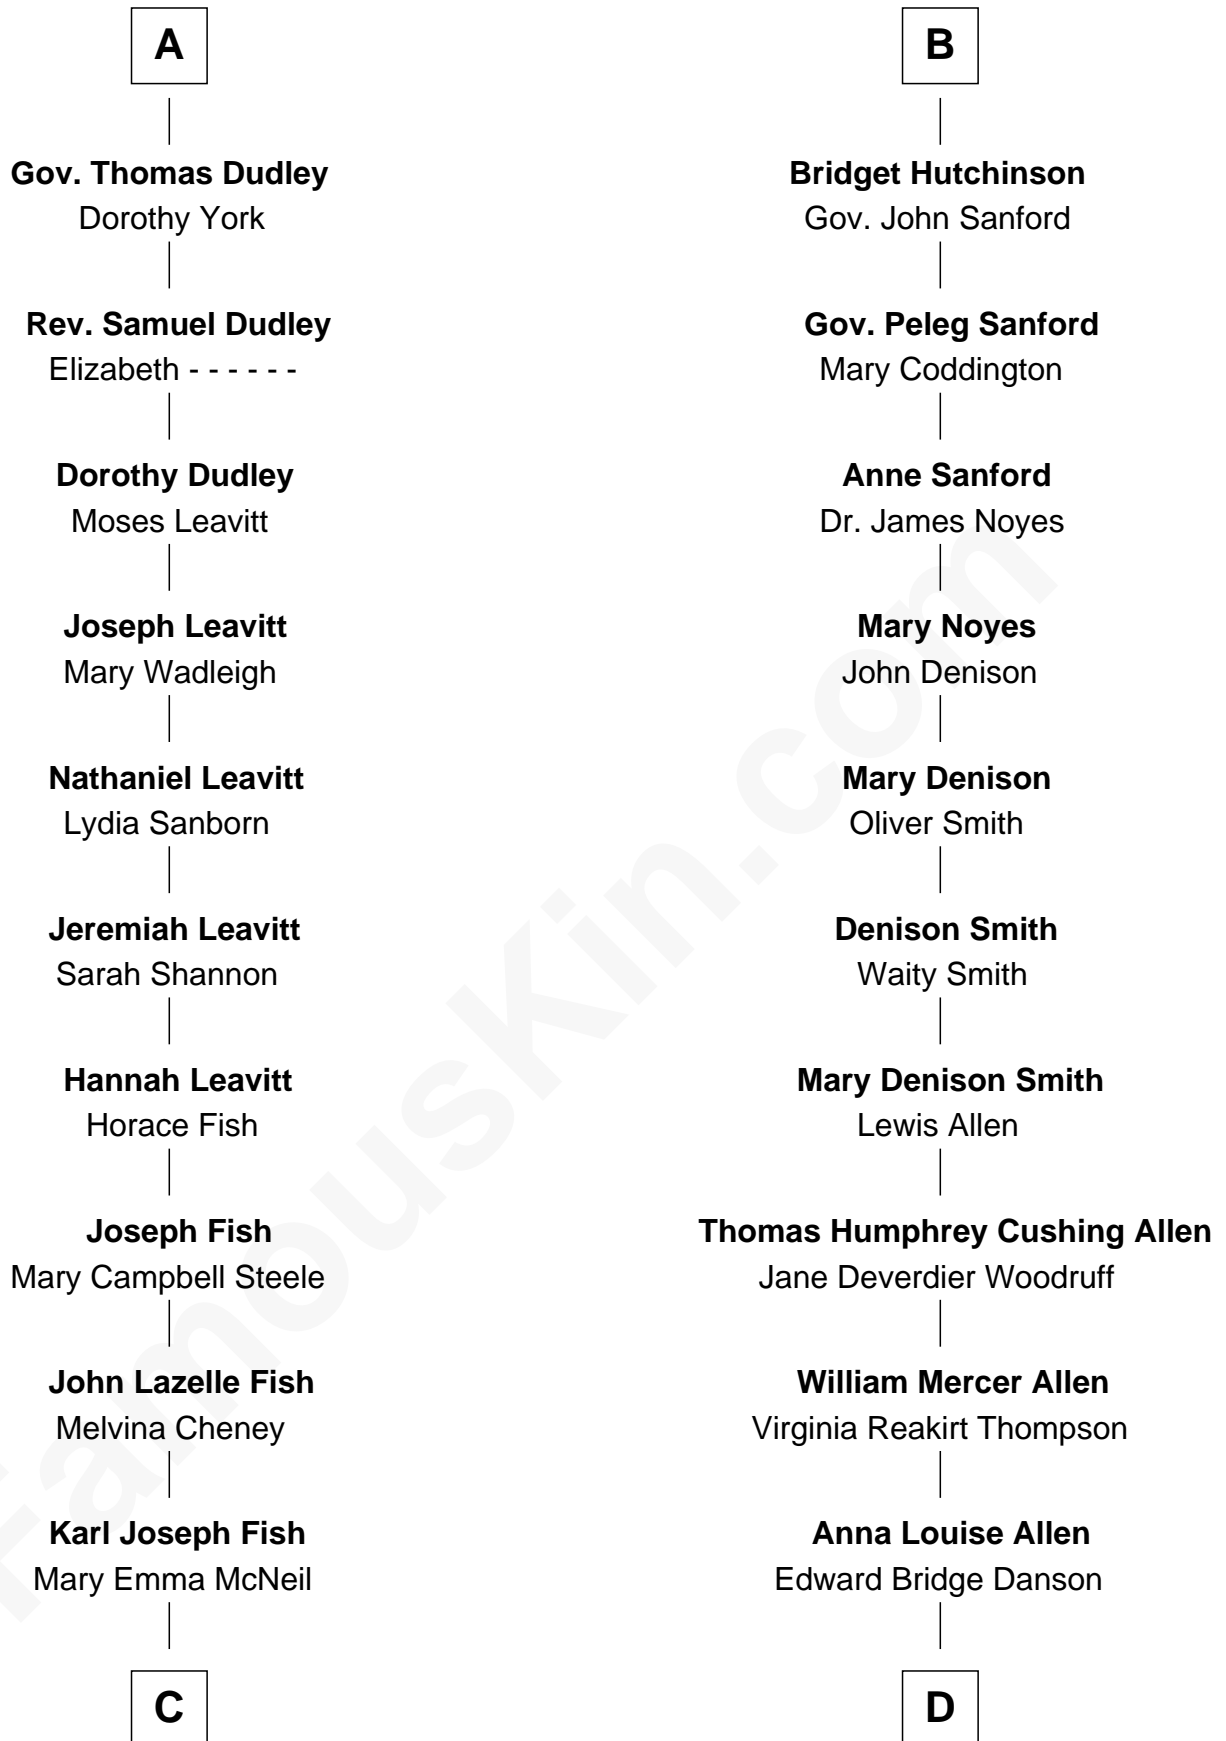 A
Gov. Thomas Dudley
Dorothy York
Rev. Samuel Dudley
Elizabeth - - - - - -
Dorothy Dudley
Moses Leavitt
Joseph Leavitt
Mary Wadleigh
Nathaniel Leavitt
Lydia Sanborn
Jeremiah Leavitt
Sarah Shannon
Hannah Leavitt
Horace Fish
Joseph Fish
Mary Campbell Steele
John Lazelle Fish
Melvina Cheney
Karl Joseph Fish
Mary Emma McNeil
C
B
Bridget Hutchinson
Gov. John Sanford
Gov. Peleg Sanford
Mary Coddington
Anne Sanford
Dr. James Noyes
Mary Noyes
John Denison
Mary Denison
Oliver Smith
Denison Smith
Waity Smith
Mary Denison Smith
Lewis Allen
Thomas Humphrey Cushing Allen
Jane Deverdier Woodruff
William Mercer Allen
Virginia Reakirt Thompson
Anna Louise Allen
Edward Bridge Danson
D
FamousKin.com